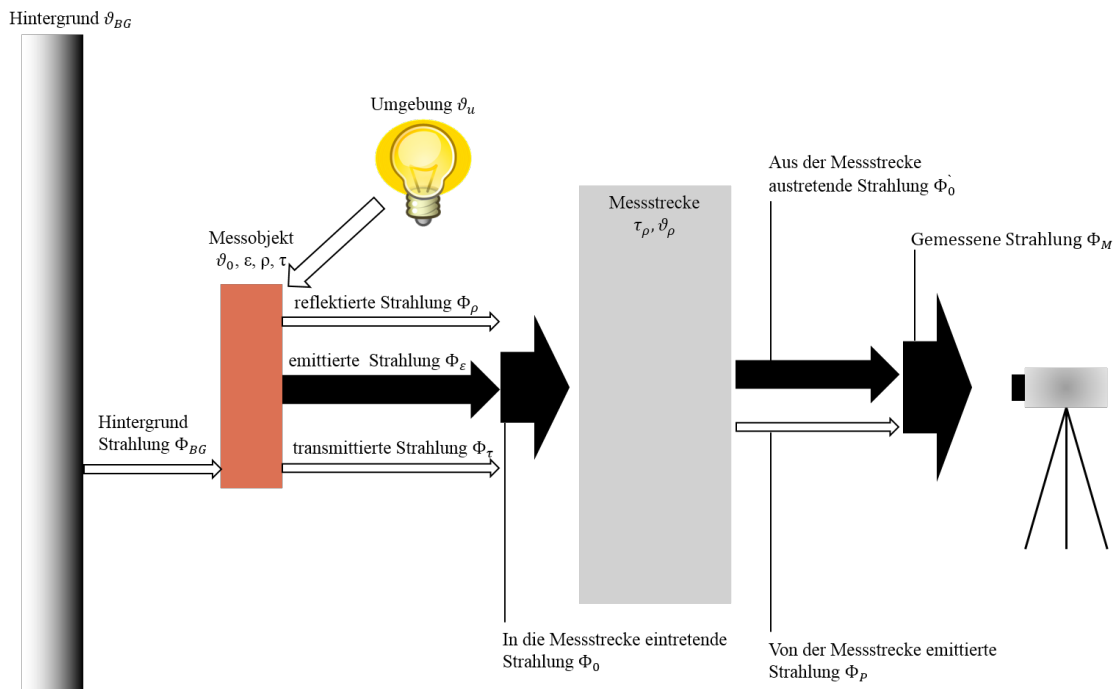 Hintergrund 𝜗_BG
Umgebung 𝜗_u
Messobjekt
𝜗_0, ε, ρ, τ
reflektierte Strahlung Φ_ρ
emittierte Strahlung Φ_ε
transmittierte Strahlung Φ_τ
Hintergrund
Strahlung Φ_BG
In die Messstrecke eintretende
Strahlung Φ_0
Messstrecke
τ_ρ, 𝜗_ρ
Aus der Messstrecke
austretende Strahlung Φ_0`
Gemessene Strahlung Φ_M
Von der Messstrecke emittierte
Strahlung Φ_P